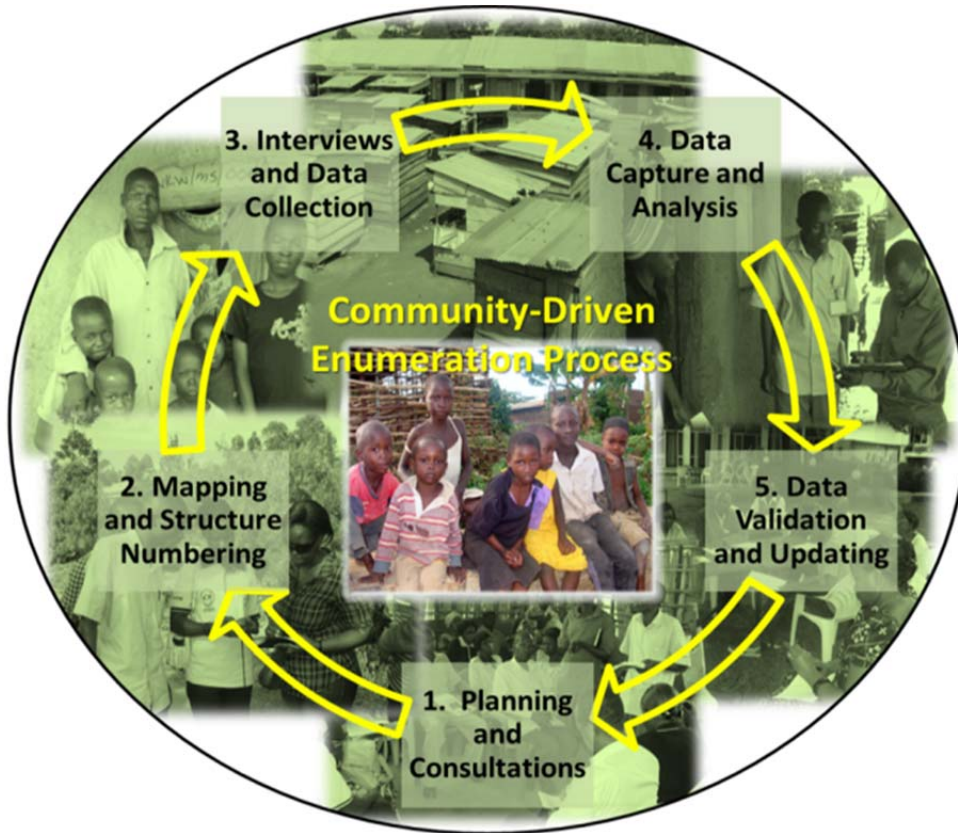 3. Interviews
and Data
Collection
4. Data
Capture and
Analysis
Community-Driven
Enumeration Process
2. Mapping
and Structure
Numbering
5. Data
Validation
and Updating
1. Planning
and
Consultations